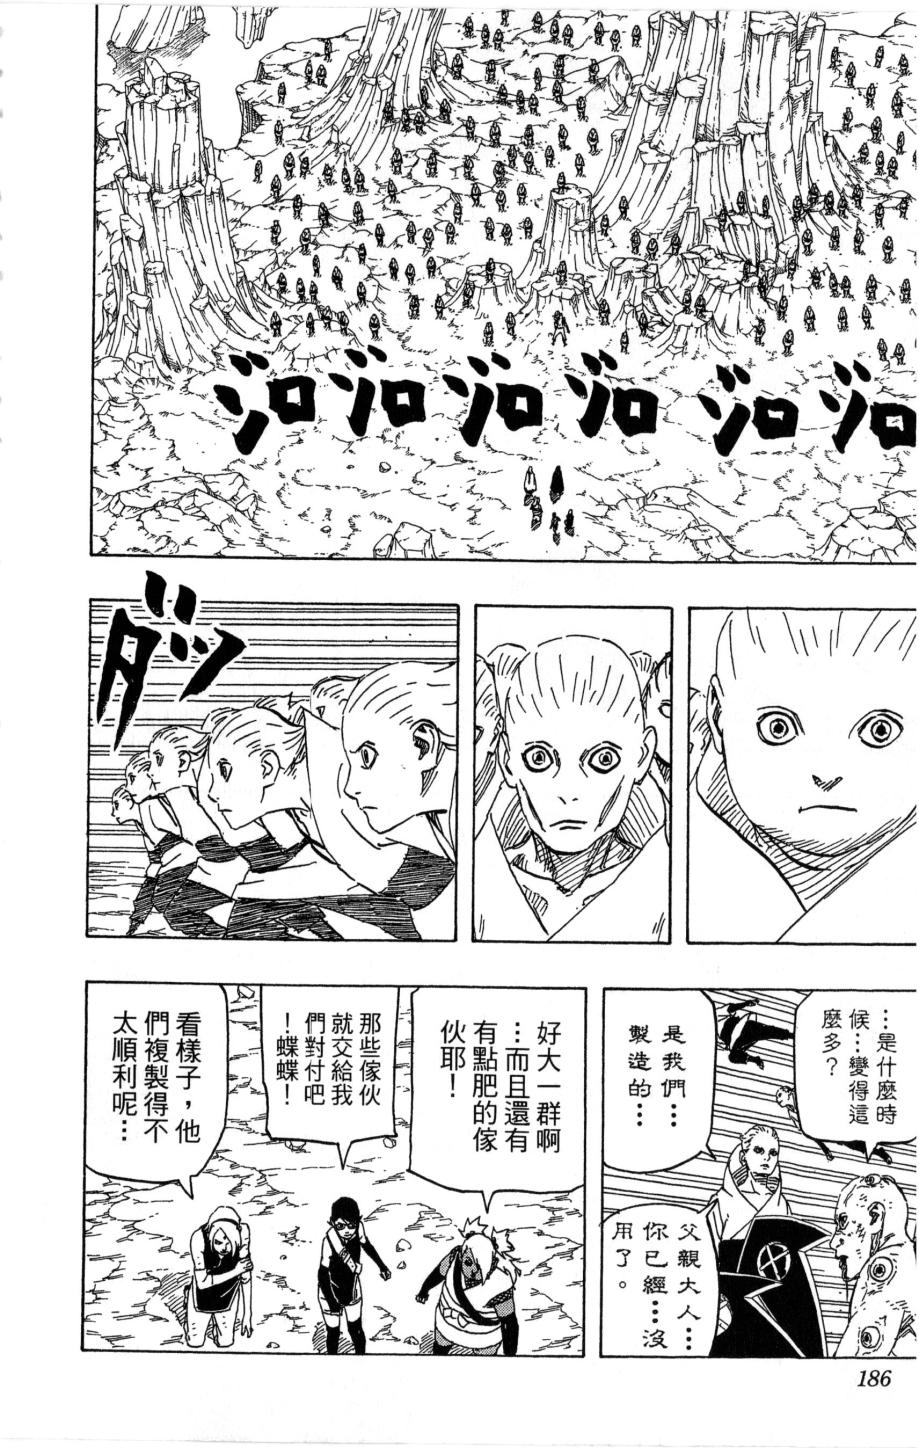 ゾロ
ゾロ
ゾロ
ゾロ
ゾロ
ゾロ
ダッ
…是什麼時
候…變得這
麼多？
是我們…
製造的…
父親大人…
你已經…沒
用了。
好大一群啊
…而且還有
有點肥的傢
伙耶！
那些傢伙
就交給我
們對付吧
！蝶蝶！
看樣子，他
們複製得不
太順利呢…
186